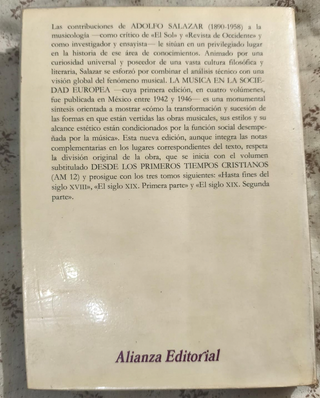 Las contribuciones de ADOLFO SALAZAR (1890-1958) a la
musicología —como crítico de «El Sol» y «Revista de Occidente» y
como investigador y ensayista— le sitúan en un privilegiado lugar
en la historia de ese área de conocimientos. Animado por una
curiosidad universal y poseedor de una vasta cultura filosófica y
literaria, Salazar se esforzó por combinar el análisis técnico con una
visión global del fenómeno musical. LA MUSICA EN LA SOCIE-
DAD EUROPEA —cuya primera edición, en cuatro volúmenes,
fue publicada en México entre 1942 y 1946— es una monumental
síntesis orientada a mostrar «cómo la transformación y sucesión de
las formas en que están vertidas las obras musicales, sus estilos y su
alcance estético están condicionados por la función social desempe-
ñada por la música». Esta nueva edición, aunque integra las notas
complementarias en los lugares correspondientes del texto, respeta
la división original de la obra, que se inicia con el volumen
subtitulado DESDE LOS PRIMEROS TIEMPOS CRISTIANOS
(AM 12) y prosigue con los tres tomos siguientes: «Hasta fines del
siglo XVIII», «El siglo XIX. Primera parte» y «El siglo XIX. Segunda
parte».
Alianza Editorial